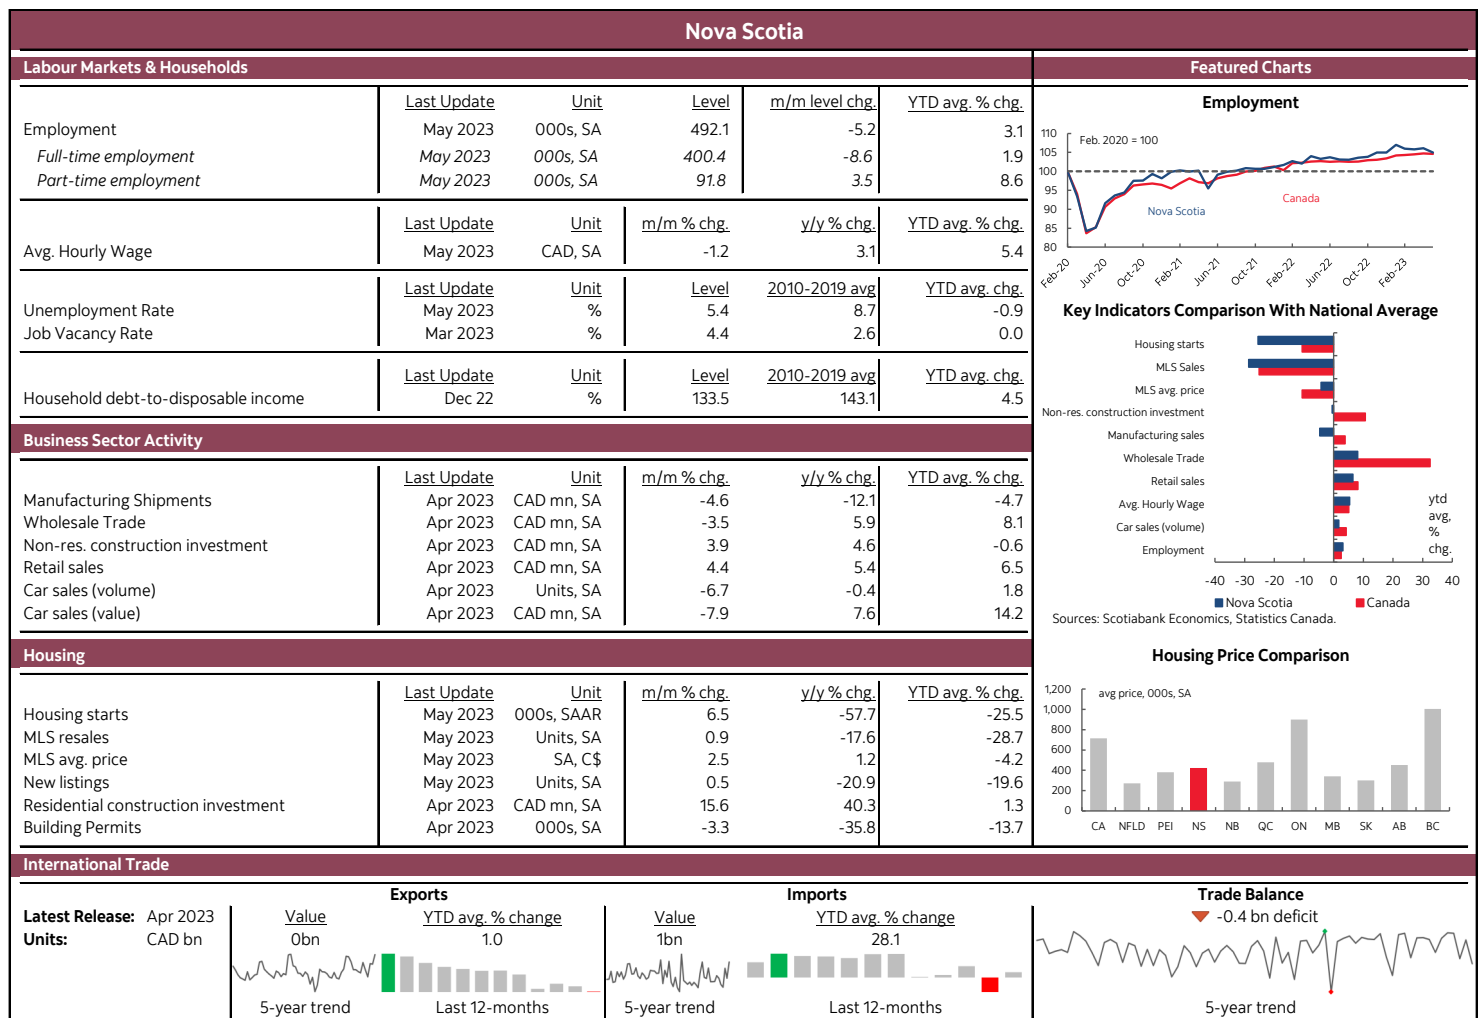 Nova Scotia
Labour Markets & Households
Last Update Unit Level m/m level chg. YTD avg. % chg.
Employment May 2023 000s, SA 492.1 -5.2 3.1
Full-time employment May 2023 000s, SA 400.4 -8.6 1.9
Part-time employment May 2023 000s, SA 91.8 3.5 8.6
Last Update Unit m/m % chg. y/y % chg. YTD avg. % chg.
Avg. Hourly Wage May 2023 CAD, SA -1.2 3.1 5.4
Last Update Unit Level 2010-2019 avg YTD avg. chg.
Unemployment Rate May 2023 % 5.4 8.7 -0.9
Job Vacancy Rate Mar 2023 % 4.4 2.6 0.0
Last Update Unit Level 2010-2019 avg YTD avg. chg.
Household debt-to-disposable income Dec 22 % 133.5 143.1 4.5
Business Sector Activity
Last Update Unit m/m % chg. y/y % chg. YTD avg. % chg.
Manufacturing Shipments Apr 2023 CAD mn, SA -4.6 -12.1 -4.7
Wholesale Trade Apr 2023 CAD mn, SA -3.5 5.9 8.1
Non-res. construction investment Apr 2023 CAD mn, SA 3.9 4.6 -0.6
Retail sales Apr 2023 CAD mn, SA 4.4 5.4 6.5
Car sales (volume) Apr 2023 Units, SA -6.7 -0.4 1.8
Car sales (value) Apr 2023 CAD mn, SA -7.9 7.6 14.2
Housing
Last Update Unit m/m % chg. y/y % chg. YTD avg. % chg.
Housing starts May 2023 000s, SAAR 6.5 -57.7 -25.5
MLS resales May 2023 Units, SA 0.9 -17.6 -28.7
MLS avg. price May 2023 SA, C$ 2.5 1.2 -4.2
New listings May 2023 Units, SA 0.5 -20.9 -19.6
Residential construction investment Apr 2023 CAD mn, SA 15.6 40.3 1.3
Building Permits Apr 2023 000s, SA -3.3 -35.8 -13.7
Featured Charts
Employment
110
105
100
95
90
85
80
Feb. 2020 = 100
Nova Scotia
Canada
Feb-20 Jun-20 Oct-20 Feb-21 Jun-21 Oct-21 Feb-22 Jun-22 Oct-22 Feb-23
Key Indicators Comparison With National Average
Housing starts
MLS Sales
MLS avg. price
Non-res. construction investment
Manufacturing sales
Wholesale Trade
Retail sales
Avg. Hourly Wage
Car sales (volume)
Employment
ytd
avg,
%
chg.
-40 -30 -20 -10 0 10 20 30 40
Nova Scotia Canada
Sources: Scotiabank Economics, Statistics Canada.
Housing Price Comparison
avg price, 000s, SA
1,200
1,000
800
600
400
200
0
CA NFLD PEI NS NB QC ON MB SK AB BC
International Trade
Latest Release: Apr 2023
Units: CAD bn
Exports
Value YTD avg. % change
0bn 1.0
5-year trend Last 12-months
Imports
Value YTD avg. % change
1bn 28.1
5-year trend Last 12-months
Trade Balance
-0.4 bn deficit
5-year trend